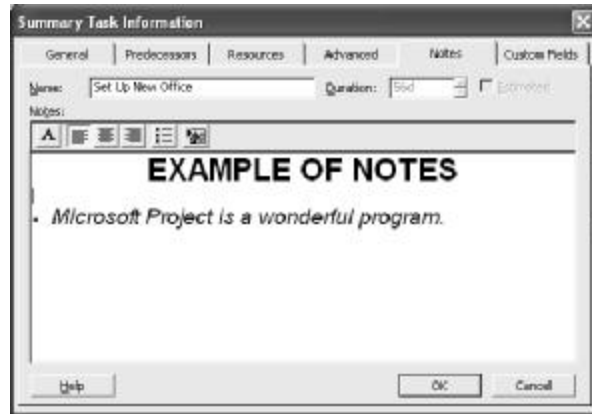 Summary Task Information
General Predecessors Resources Advanced Notes Custom Fields
Name: Set Up New Office Duration: 56d Estimated
Notes:
A
EXAMPLE OF NOTES
• Microsoft Project is a wonderful program.
Help OK Cancel